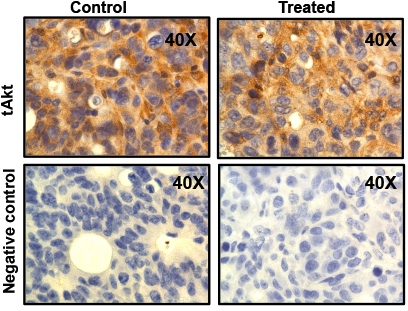 Control Treated
tAkt
40X 40X
Negative control
40X 40X